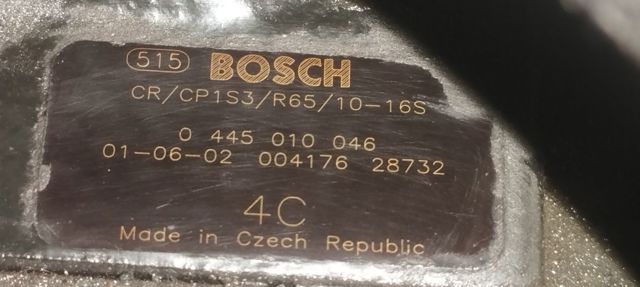 515 BOSCH
CR/CP1S3/R65/10-16S
0 445 010 046
01-06-02 004176 28732
4C
Made in Czech Republic